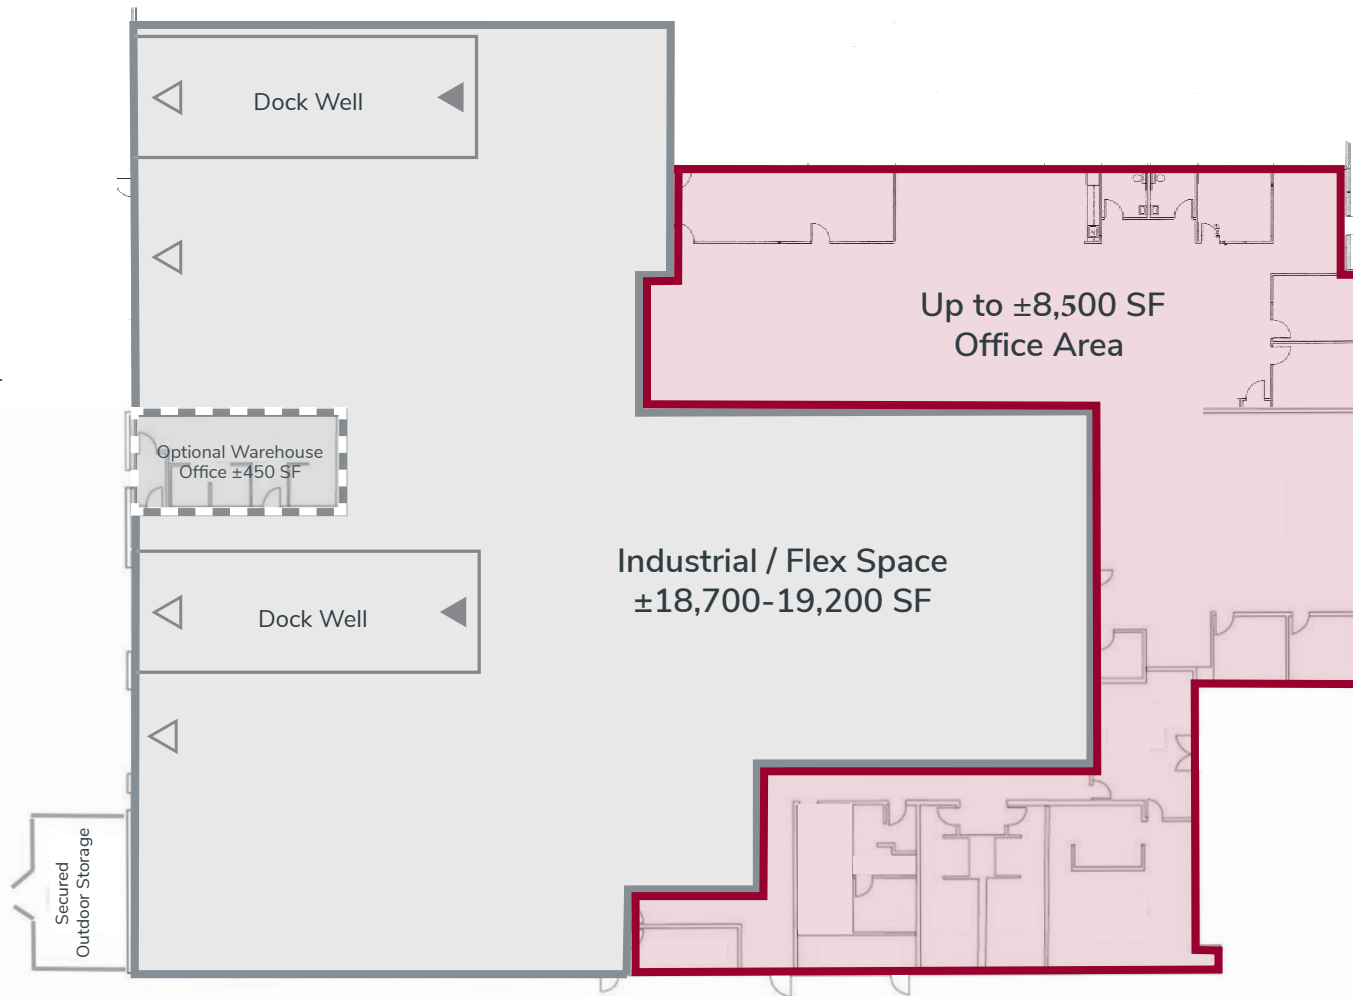 Dock Well
Up to ±8,500 SF
Office Area
Optional Warehouse
Office ±450 SF
Industrial / Flex Space
±18,700-19,200 SF
Dock Well
Secured
Outdoor Storage